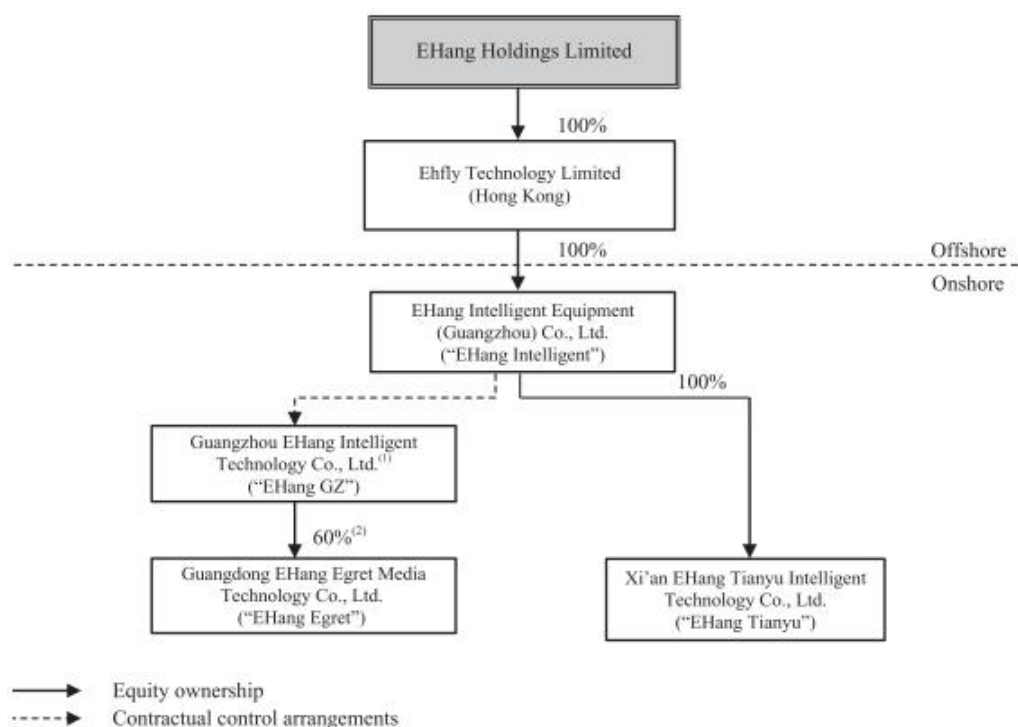 EHang Holdings Limited
100%
Ehfly Technology Limited
(Hong Kong)
100%
Offshore
Onshore
EHang Intelligent Equipment
(Guangzhou) Co., Ltd.
(“EHang Intelligent”)
100%
Guangzhou EHang Intelligent
Technology Co., Ltd.(1)
(“EHang GZ”)
60%(2)
Guangdong EHang Egret Media
Technology Co., Ltd.
(“EHang Egret”)
Xi’an EHang Tianyu Intelligent
Technology Co., Ltd.
(“EHang Tianyu”)
Equity ownership
Contractual control arrangements